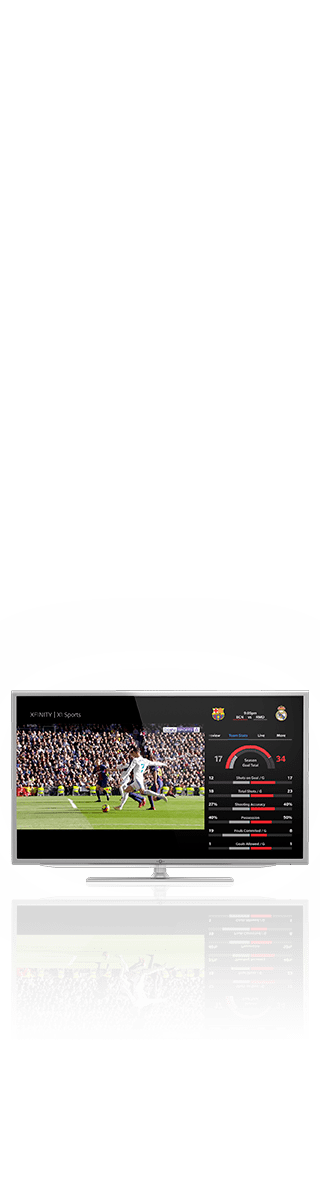 XFINITY | X1 Sports
9:05pm
BCN vs RMD
Team Stats
Live
More
17
Season
Goal Total
34
12 Shots on Goal / G 17
18 Total Shots / G 23
27% Shooting Accuracy 40%
40% Possession 50%
19 Fouls Committed / G 8
1 Goals Allowed / G 1